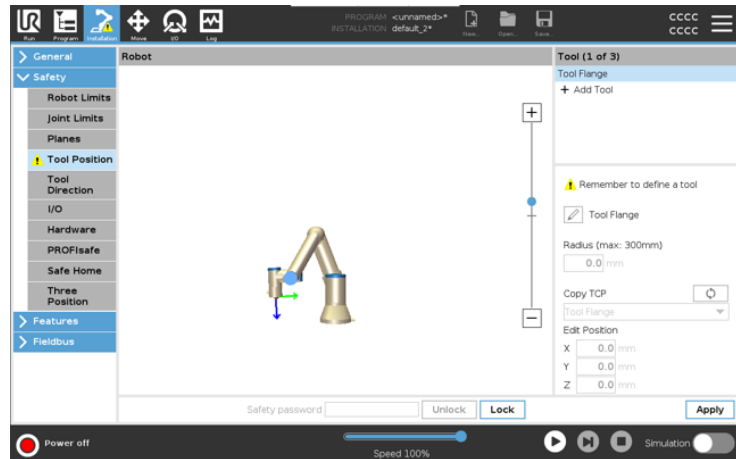 PROGRAM <unnamed>*
INSTALLATION default_2*
cccc
cccc
Run
Program
Installation
Move
I/O
Log
New...
Open...
Save...
General
Safety
Robot Limits
Joint Limits
Planes
Tool Position
Tool
Direction
I/O
Hardware
PROFIsafe
Safe Home
Three
Position
Features
Fieldbus
Robot
Tool (1 of 3)
Tool Flange
+ Add Tool
Remember to define a tool
Tool Flange
Radius (max: 300mm)
0.0 mm
Copy TCP
Tool Flange
Edit Position
X 0.0 mm
Y 0.0 mm
Z 0.0 mm
Safety password
Unlock
Lock
Apply
Power off
Speed 100%
Simulation